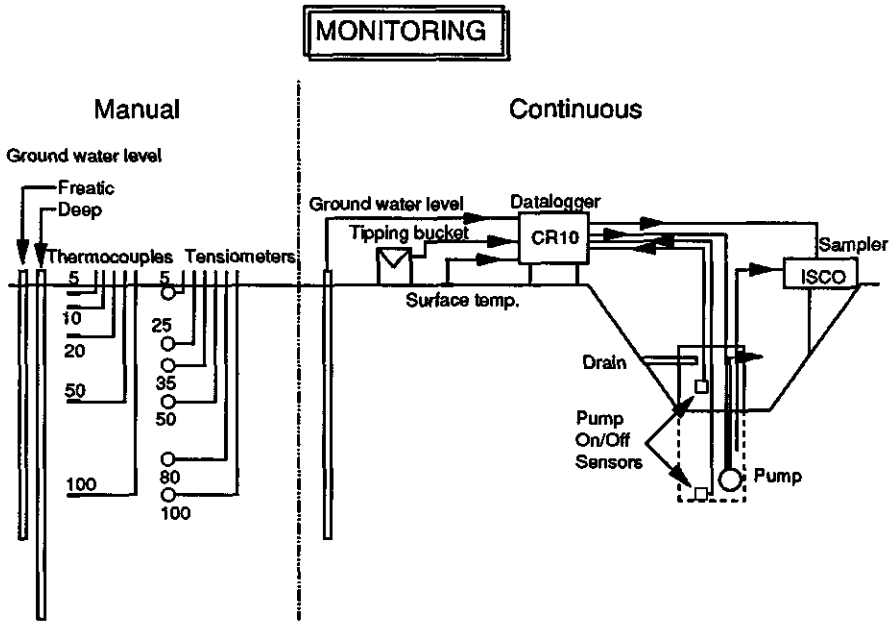 MONITORING
Manual
Continuous
Ground water level
Freatic
Deep
Thermocouples
Tensiometers
5
10
20
50
100
5
25
35
50
80
100
Ground water level
Tipping bucket
Surface temp.
Datalogger
CR10
Sampler
ISCO
Drain
Pump
On/Off
Sensors
Pump